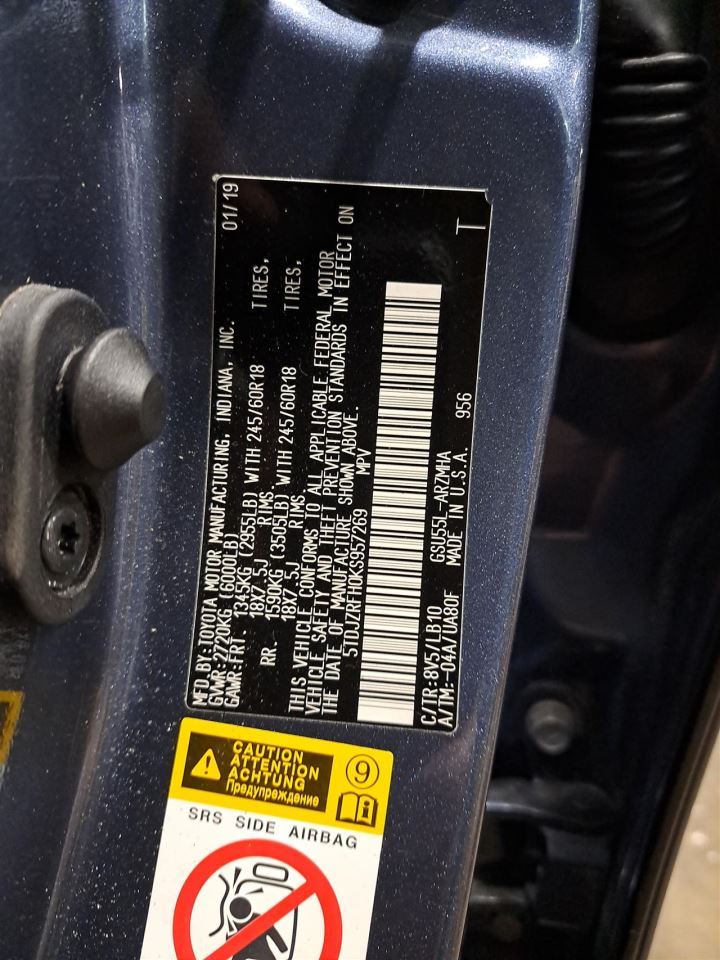 MFD.BY:TOYOTA MOTOR MANUFACTURING, INDIANA, INC. 01/19
GVWR:2720KG (6000LB)
GAWR:FRT. 1345KG (2955LB) WITH 245/60R18 TIRES,
18X7.5J RIMS
RR. 1590KG (3505LB) WITH 245/60R18 TIRES,
18X7.5J RIMS
THIS VEHICLE CONFORMS TO ALL APPLICABLE FEDERAL MOTOR
VEHICLE SAFETY AND THEFT PREVENTION STANDARDS IN EFFECT ON
THE DATE OF MANUFACTURE SHOWN ABOVE.
5TDJZRFH0KS957269 MPV
C/TR:8V5/LB10 GSU55L-ARZMHA
A/TM:-04A/UA80F MADE IN U.S.A. 956 T
CAUTION
ATTENTION
ACHTUNG
Предупреждение
9
SRS SIDE AIRBAG